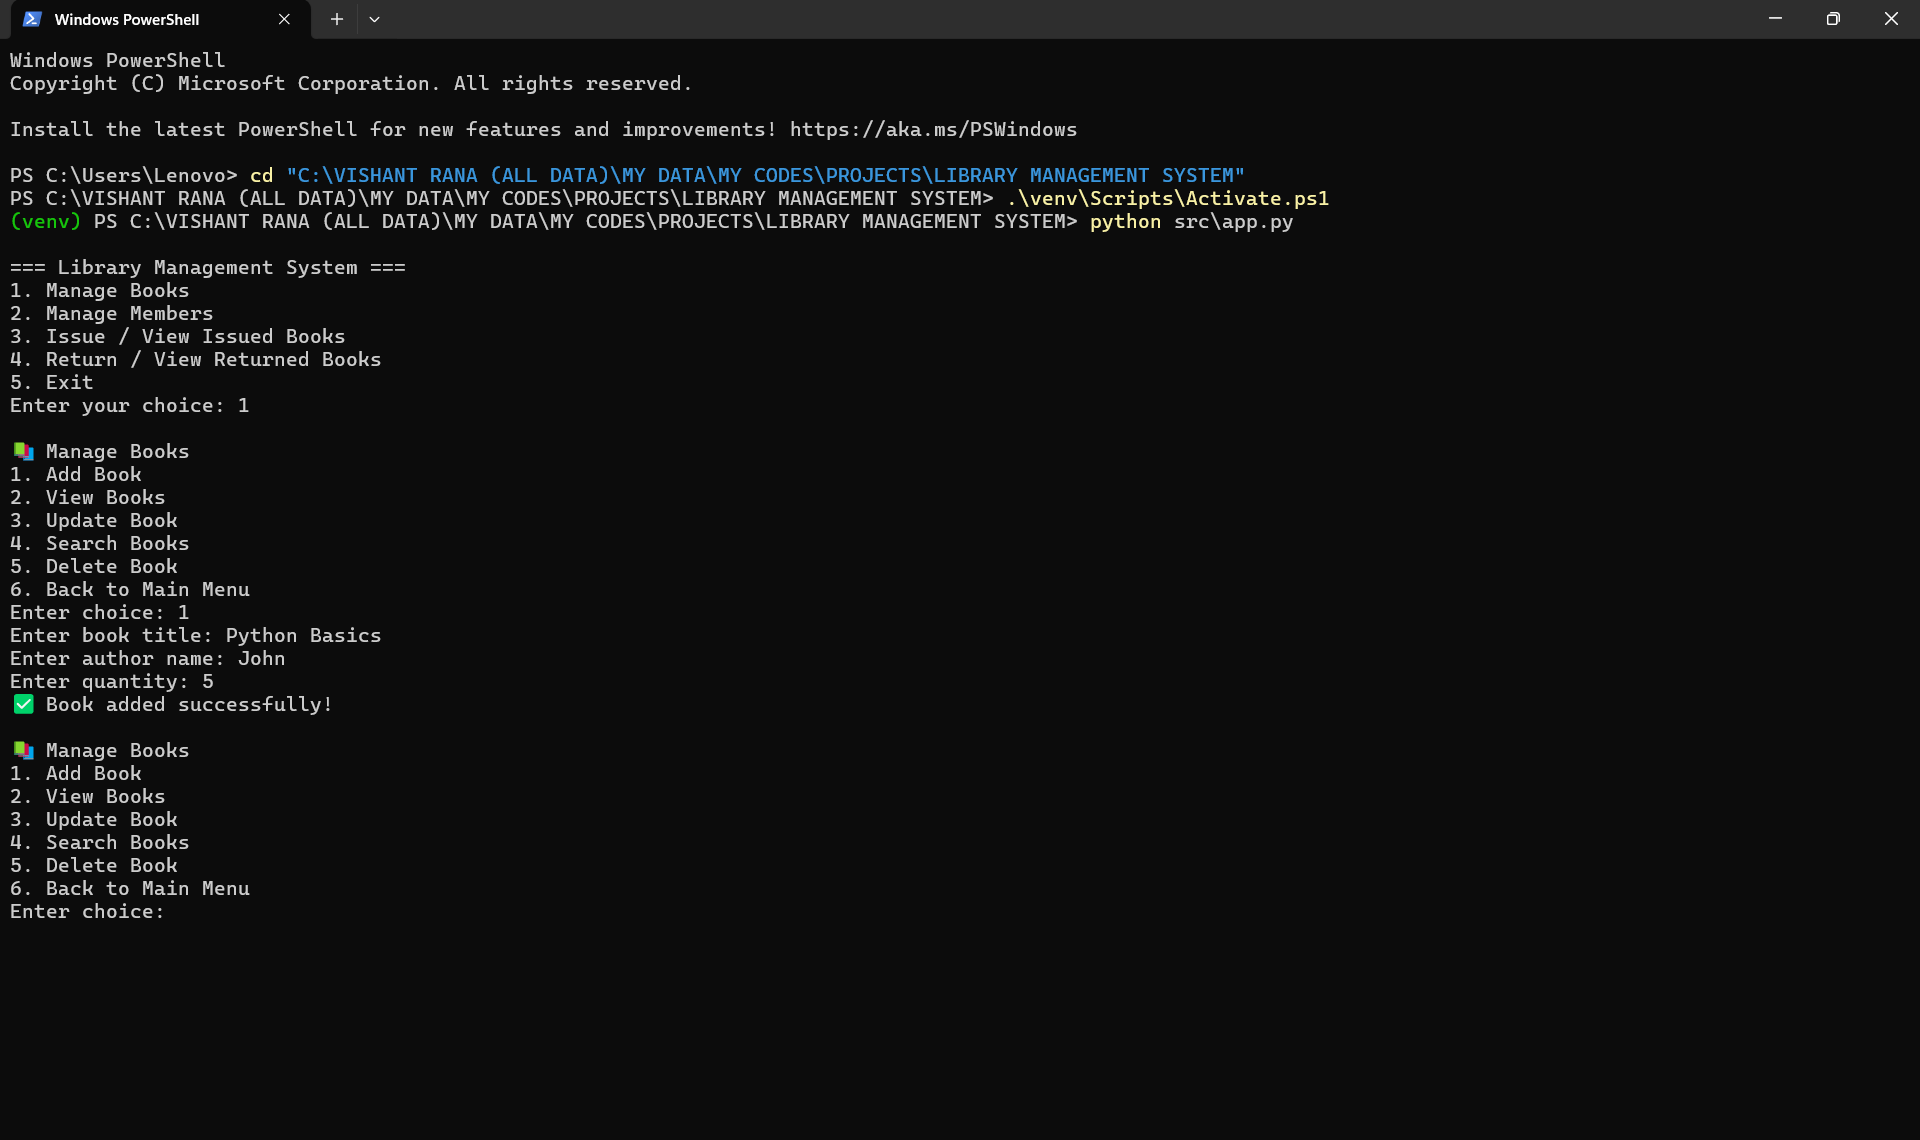 Windows PowerShell
Windows PowerShell
Copyright (C) Microsoft Corporation. All rights reserved.
Install the latest PowerShell for new features and improvements! https://aka.ms/PSWindows
PS C:\Users\Lenovo> cd "C:\VISHANT RANA (ALL DATA)\MY DATA\MY CODES\PROJECTS\LIBRARY MANAGEMENT SYSTEM"
PS C:\VISHANT RANA (ALL DATA)\MY DATA\MY CODES\PROJECTS\LIBRARY MANAGEMENT SYSTEM> .\venv\Scripts\Activate.ps1
(venv) PS C:\VISHANT RANA (ALL DATA)\MY DATA\MY CODES\PROJECTS\LIBRARY MANAGEMENT SYSTEM> python src\app.py
=== Library Management System ===
1. Manage Books
2. Manage Members
3. Issue / View Issued Books
4. Return / View Returned Books
5. Exit
Enter your choice: 1
📚 Manage Books
1. Add Book
2. View Books
3. Update Book
4. Search Books
5. Delete Book
6. Back to Main Menu
Enter choice: 1
Enter book title: Python Basics
Enter author name: John
Enter quantity: 5
✅ Book added successfully!
📚 Manage Books
1. Add Book
2. View Books
3. Update Book
4. Search Books
5. Delete Book
6. Back to Main Menu
Enter choice: